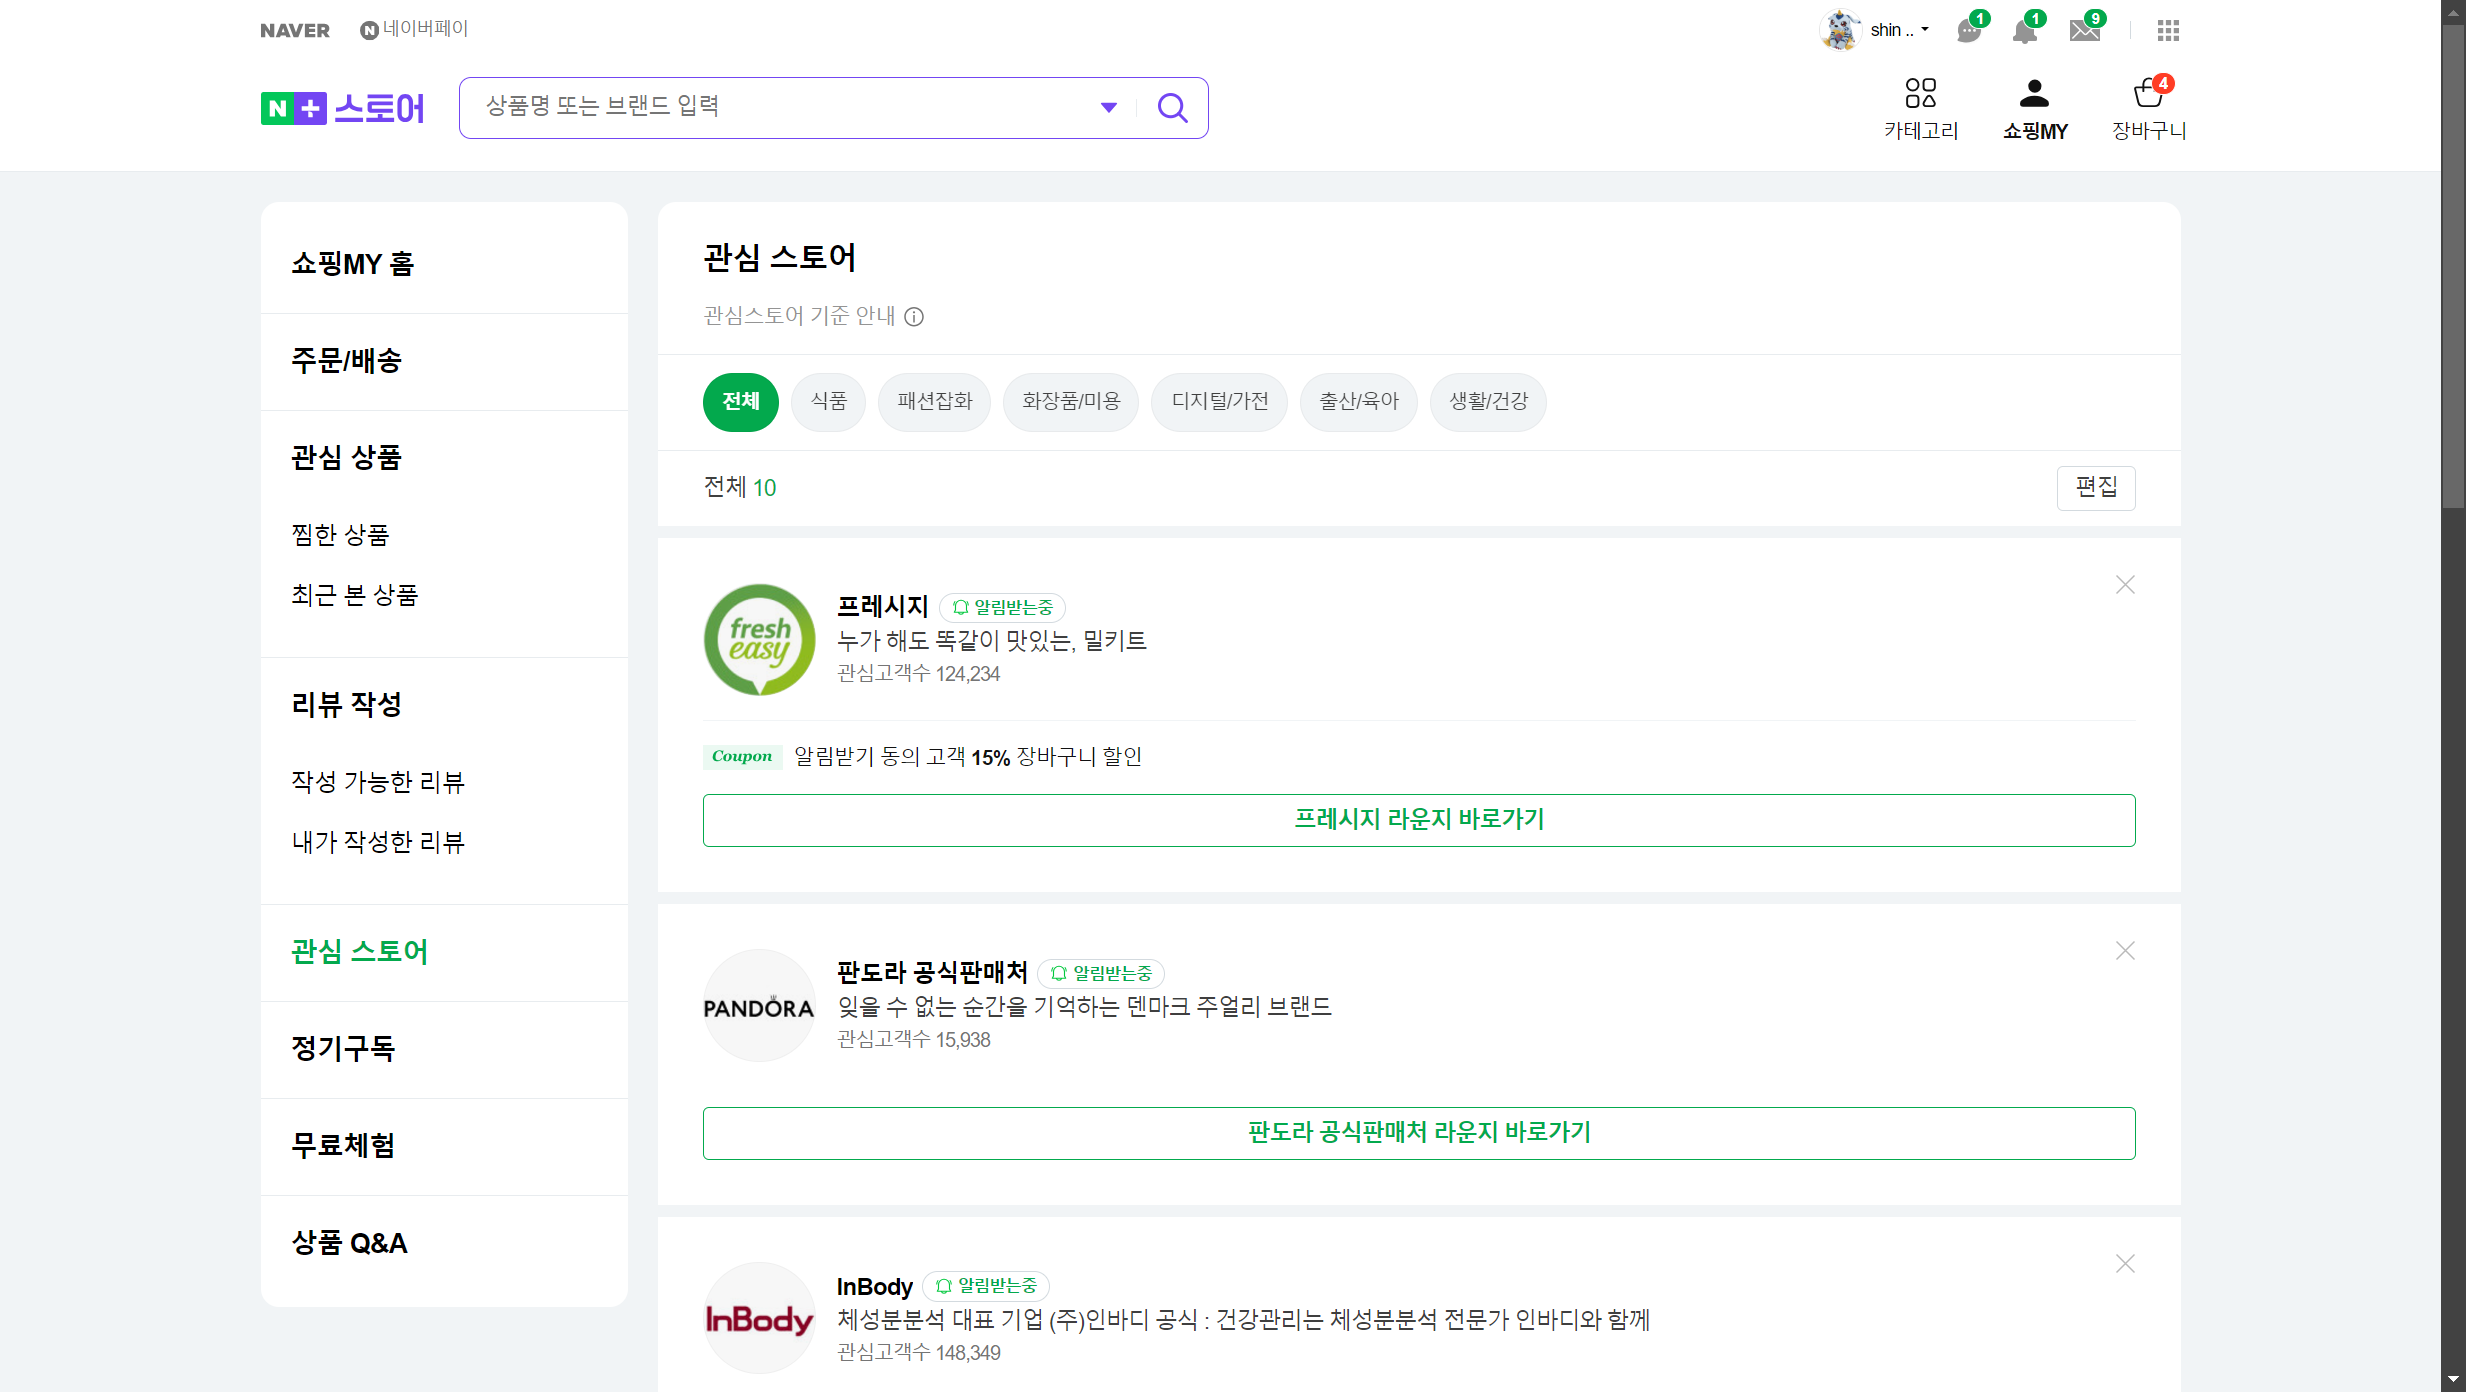 NAVER
N 네이버페이
shin ..
1
1
9
N+ 스토어
상품명 또는 브랜드 입력
카테고리
쇼핑MY
4
장바구니
쇼핑MY 홈
주문/배송
관심 상품
찜한 상품
최근 본 상품
리뷰 작성
작성 가능한 리뷰
내가 작성한 리뷰
관심 스토어
정기구독
무료체험
상품 Q&A
관심 스토어
관심스토어 기준 안내
전체
식품
패션잡화
화장품/미용
디지털/가전
출산/육아
생활/건강
전체 10
편집
fresh
easy
프레시지 알림받는중
누가 해도 똑같이 맛있는, 밀키트
관심고객수 124,234
Coupon 알림받기 동의 고객 15% 장바구니 할인
프레시지 라운지 바로가기
PANDORA
판도라 공식판매처 알림받는중
잊을 수 없는 순간을 기억하는 덴마크 주얼리 브랜드
관심고객수 15,938
판도라 공식판매처 라운지 바로가기
InBody
InBody 알림받는중
체성분분석 대표 기업 (주)인바디 공식 : 건강관리는 체성분분석 전문가 인바디와 함께
관심고객수 148,349